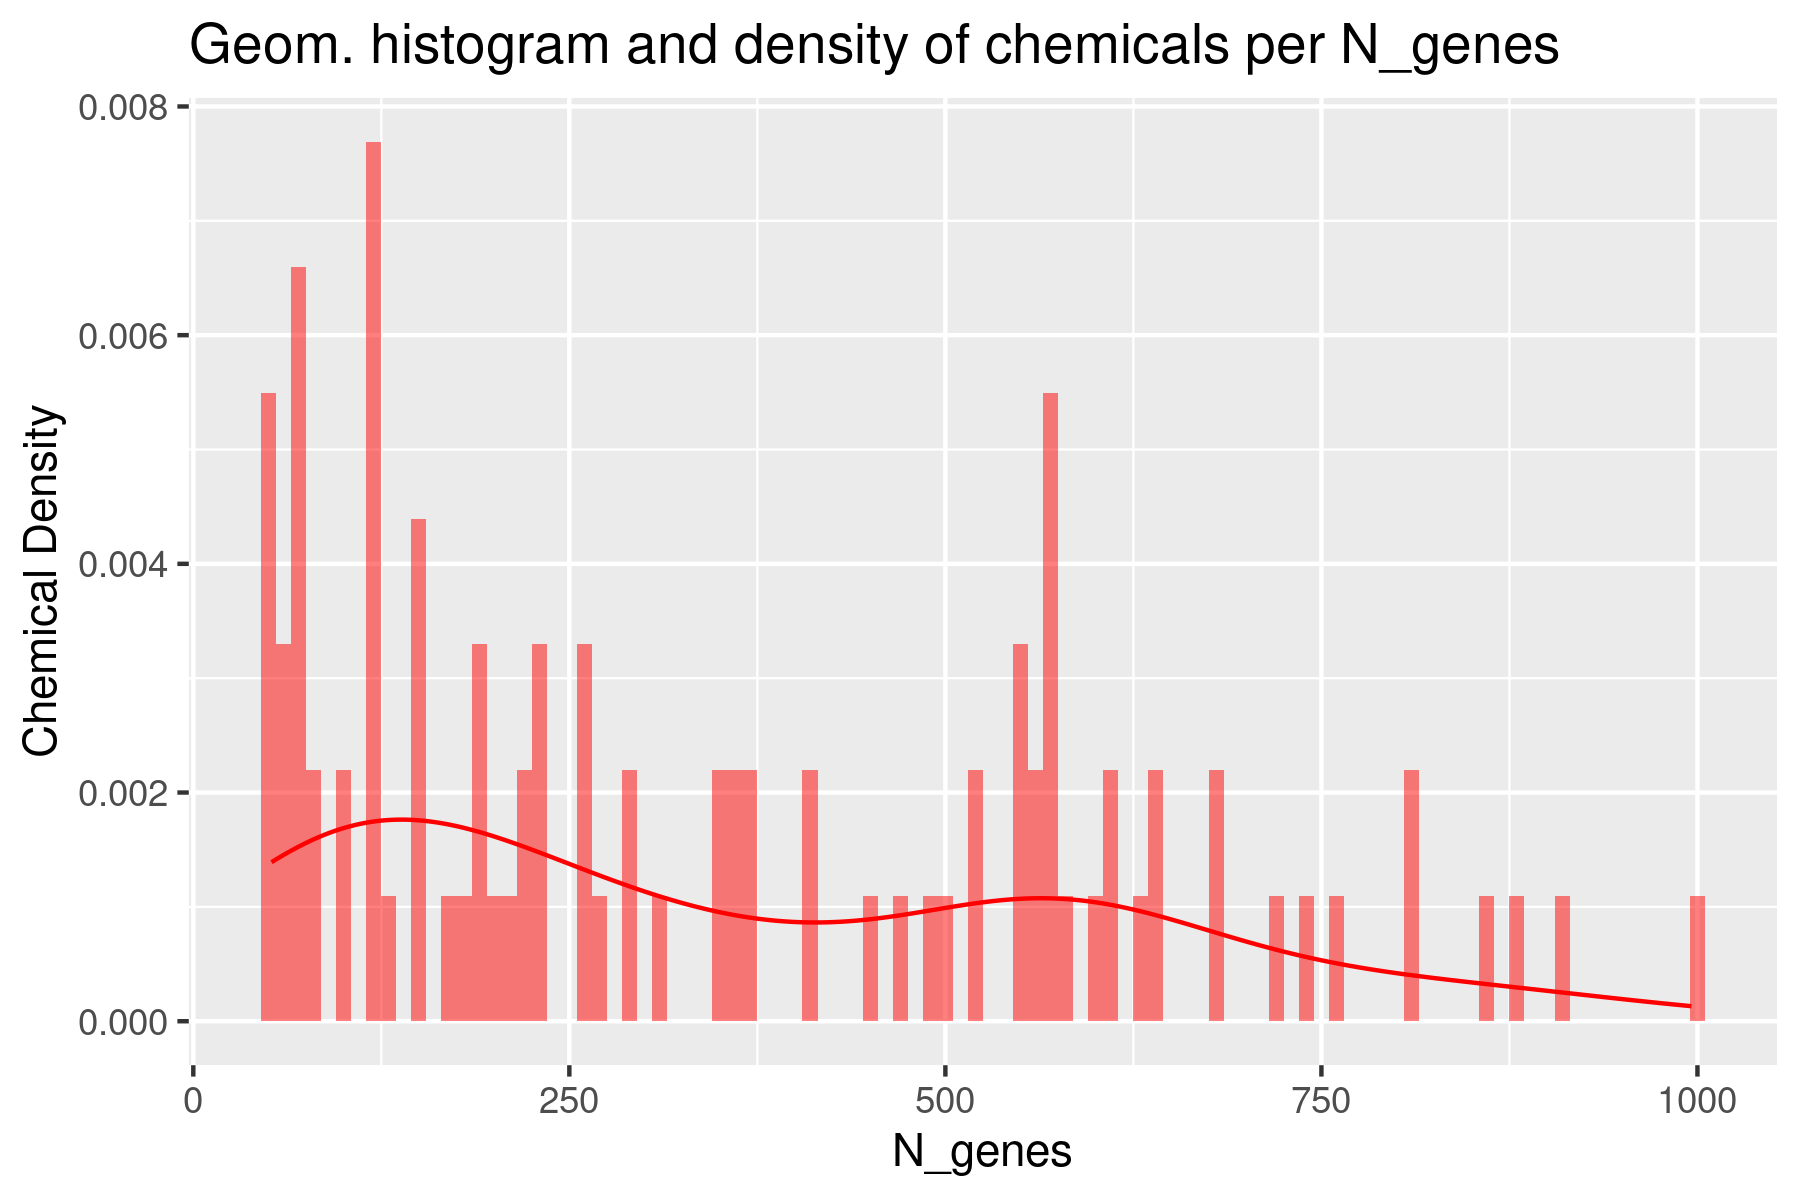 Geom. histogram and density of chemicals per N_genes
0.008
0.006
0.004
0.002
0.000
Chemical Density
0 250 500 750 1000
N_genes